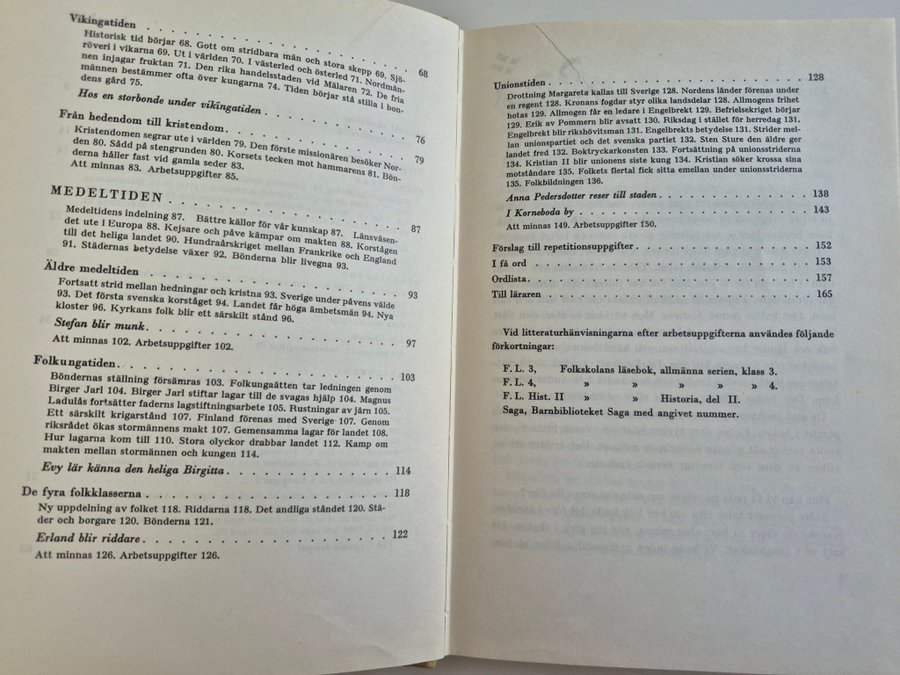 Vikingatiden . . . . . . . . . . . . . . . . . . . . 68
Historisk tid börjar 68. Gott om stridbara män och stora skepp 69. Sjö-
röveri i vikarna 69. Ut i världen 70. I västerled och österled 71. Nordmän-
nen injagar fruktan 71. Den rika handelsstaden vid Mälaren 72. De fria
männen bestämmer ofta över kungarna 74. Tiden börjar stå stilla i bon-
dens gård 75.
Hos en storbonde under vikingatiden . . . . . . . . . . . . 76
Från hedendom till kristendom . . . . . . . . . . . . . . 79
Kristendomen segrar ute i världen 79. Den förste missionären besöker Nor-
den 80. Sådd på stengrunden 80. Korsets tecken mot hammarens 81. Bön-
derna håller fast vid gamla seder 83.
Att minnas 83. Arbetsuppgifter 85.
MEDELTIDEN . . . . . . . . . . . . . . . . . . 87
Medeltidens indelning 87. Bättre källor för vår kunskap 87. Länsväsen-
det ute i Europa 88. Kejsare och påve kämpar om makten 88. Korstågen
till det heliga landet 90. Hundraårskriget mellan Frankrike och England
91. Städernas betydelse växer 92. Bönderna blir livegna 93.
Äldre medeltiden . . . . . . . . . . . . . . . . . . 93
Fortsatt strid mellan hedningar och kristna 93. Sverige under påvens välde
93. Det första svenska korståget 94. Landet får höga ämbetsmän 94. Nya
kloster 96. Kyrkans folk blir ett särskilt stånd 96.
Stefan blir munk . . . . . . . . . . . . . . . . . . 97
Att minnas 102. Arbetsuppgifter 102.
Folkungatiden . . . . . . . . . . . . . . . . . . . 103
Böndernas ställning försämras 103. Folkungaätten tar ledningen genom
Birger Jarl 104. Birger Jarl stiftar lagar till de svagas hjälp 104. Magnus
Ladulås fortsätter faderns lagstiftningsarbete 105. Rustningar av järn 105.
Ett särskilt krigarstånd 107. Finland förenas med Sverige 107. Genom
riksrådet ökas stormännens makt 107. Gemensamma lagar för landet 108.
Hur lagarna kom till 110. Stora olyckor drabbar landet 112. Kamp om
makten mellan stormännen och kungen 114.
Evy lär känna den heliga Birgitta . . . . . . . . . . . . 114
De fyra folkklasserna . . . . . . . . . . . . . . . . . 118
Ny uppdelning av folket 118. Riddarna 118. Det andliga ståndet 120. Stä-
der och borgare 120. Bönderna 121.
Erland blir riddare . . . . . . . . . . . . . . . . . 122
Att minnas 126. Arbetsuppgifter 126.
Unionstiden . . . . . . . . . . . . . . . . . . . . 128
Drottning Margareta kallas till Sverige 128. Nordens länder förenas under
en regent 128. Kronans fogdar styr olika landsdelar 128. Allmogens frihet
hotas 129. Allmogen får en ledare i Engelbrekt 129. Befrielsekriget börjar
129. Erik av Pommern blir avsatt 130. Riksdag i stället för herredag 131.
Engelbrekt blir rikshövitsman 131. Engelbrekts betydelse 131. Strider mel-
lan unionspartiet och det svenska partiet 132. Sten Sture den äldre ger
landet fred 132. Boktryckarkonsten 133. Fortsättning på unionsstriderna
134. Kristian II blir unionens siste kung 134. Kristian söker krossa sina
motståndare 135. Folkets flertal fick sitta emellan under unionsstriderna
135. Folkbildningen 136.
Anna Pedersdotter reser till staden . . . . . . . . . . . . 138
I Korneboda by . . . . . . . . . . . . . . . . . . . 143
Att minnas 149. Arbetsuppgifter 150.
Förslag till repetitionsuppgifter . . . . . . . . . . . . . 152
I få ord . . . . . . . . . . . . . . . . . . . . . . 153
Ordlista . . . . . . . . . . . . . . . . . . . . . . 157
Till läraren . . . . . . . . . . . . . . . . . . . . 165
Vid litteraturhänvisningarna efter arbetsuppgifterna användes följande
förkortningar:
F. L. 3, Folkskolans läsebok, allmänna serien, klass 3.
F. L. 4, » » » » » 4.
F. L. Hist. II » » Historia, del II.
Saga, Barnbiblioteket Saga med angivet nummer.